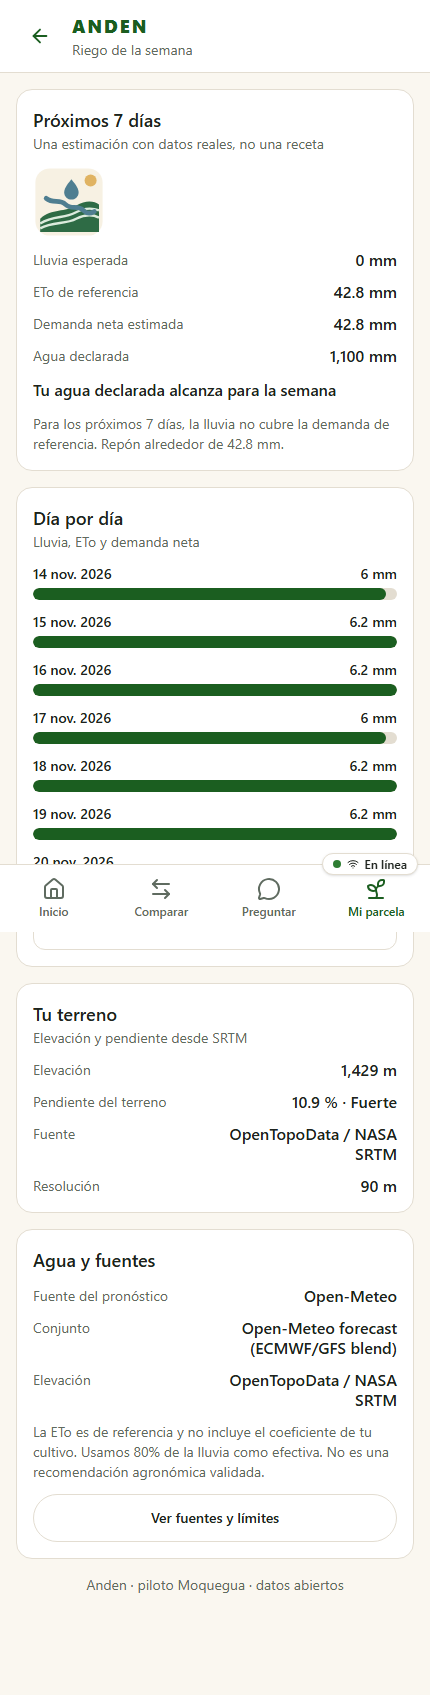 ANDEN
Riego de la semana
Próximos 7 días
Una estimación con datos reales, no una receta
Lluvia esperada 0 mm
ETo de referencia 42.8 mm
Demanda neta estimada 42.8 mm
Agua declarada 1,100 mm
Tu agua declarada alcanza para la semana
Para los próximos 7 días, la lluvia no cubre la demanda de
referencia. Repón alrededor de 42.8 mm.
Día por día
Lluvia, ETo y demanda neta
14 nov. 2026 6 mm
15 nov. 2026 6.2 mm
16 nov. 2026 6.2 mm
17 nov. 2026 6 mm
18 nov. 2026 6.2 mm
19 nov. 2026 6.2 mm
20 nov. 2026
En línea
Inicio Comparar Preguntar Mi parcela
Tu terreno
Elevación y pendiente desde SRTM
Elevación 1,429 m
Pendiente del terreno 10.9 % · Fuerte
Fuente OpenTopoData / NASA
SRTM
Resolución 90 m
Agua y fuentes
Fuente del pronóstico Open-Meteo
Conjunto Open-Meteo forecast
(ECMWF/GFS blend)
Elevación OpenTopoData / NASA
SRTM
La ETo es de referencia y no incluye el coeficiente de tu
cultivo. Usamos 80% de la lluvia como efectiva. No es una
recomendación agronómica validada.
Ver fuentes y límites
Anden · piloto Moquegua · datos abiertos